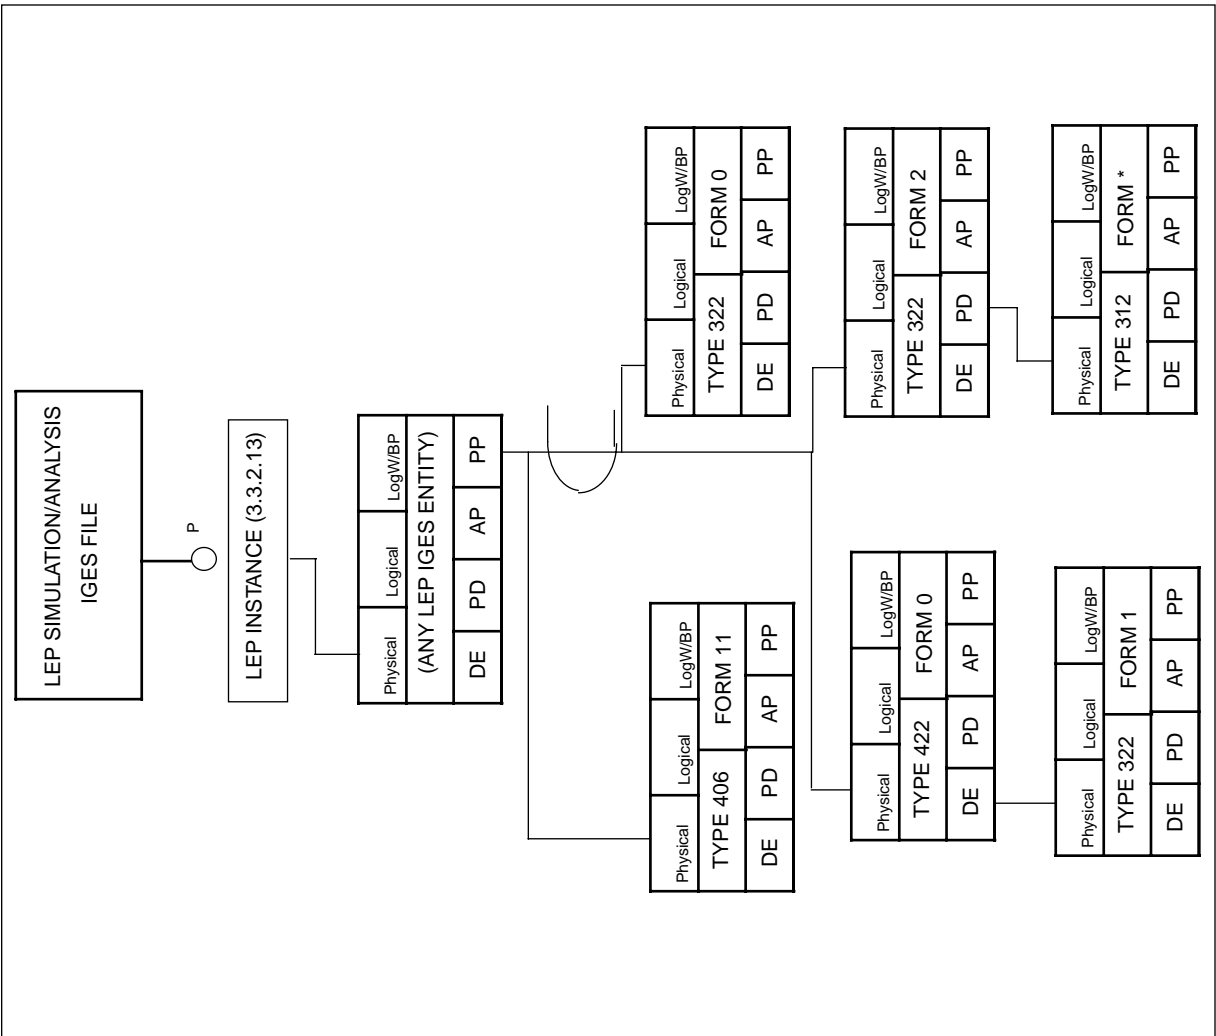 LEP SIMULATION/ANALYSIS
IGES FILE
P
LEP INSTANCE (3.3.2.13)
Physical Logical LogW/BP
(ANY LEP IGES ENTITY)
DE PD AP PP
Physical Logical LogW/BP
TYPE 406 FORM 11
DE PD AP PP
Physical Logical LogW/BP
TYPE 322 FORM 0
DE PD AP PP
Physical Logical LogW/BP
TYPE 422 FORM 0
DE PD AP PP
Physical Logical LogW/BP
TYPE 322 FORM 2
DE PD AP PP
Physical Logical LogW/BP
TYPE 322 FORM 1
DE PD AP PP
Physical Logical LogW/BP
TYPE 312 FORM *
DE PD AP PP